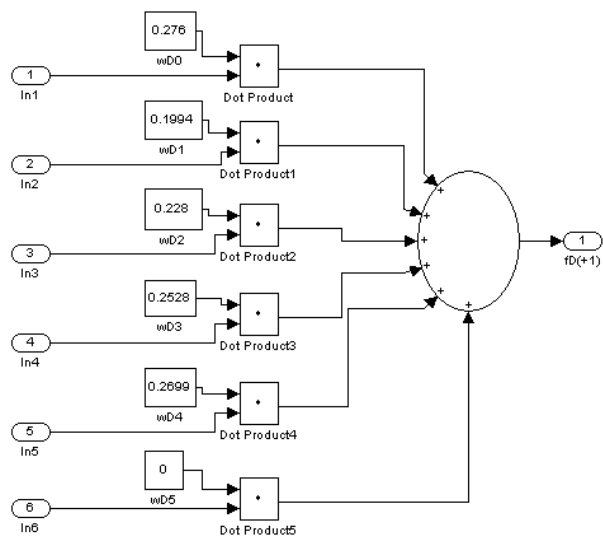 0.276
wD0
1
In1
Dot Product
0.1994
wD1
2
In2
Dot Product1
0.228
wD2
3
In3
Dot Product2
+
+
+
+
+
+
1
fD(+1)
0.2528
wD3
4
In4
Dot Product3
0.2699
wD4
5
In5
Dot Product4
0
wD5
6
In6
Dot Product5